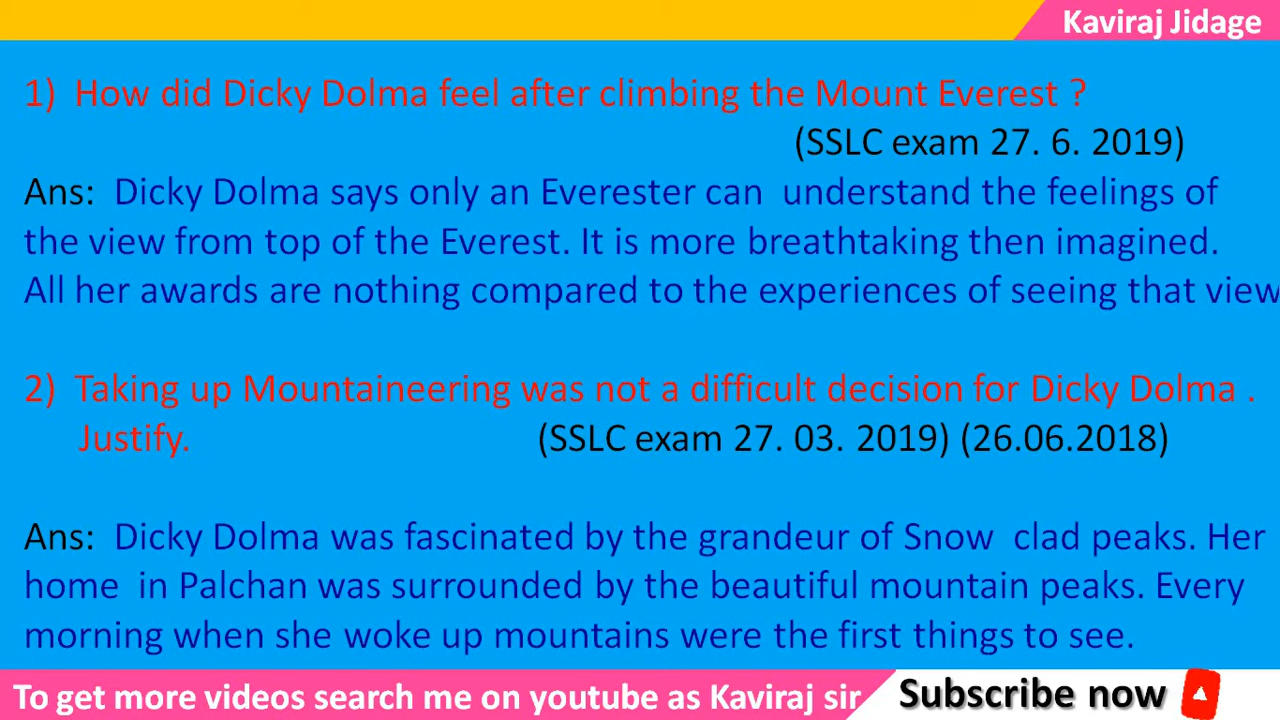 Kaviraj Jidage
1) How did Dicky Dolma feel after climbing the Mount Everest ?
(SSLC exam 27. 6. 2019)
Ans: Dicky Dolma says only an Everester can understand the feelings of
the view from top of the Everest. It is more breathtaking then imagined.
All her awards are nothing compared to the experiences of seeing that view
2) Taking up Mountaineering was not a difficult decision for Dicky Dolma .
Justify. (SSLC exam 27. 03. 2019) (26.06.2018)
Ans: Dicky Dolma was fascinated by the grandeur of Snow clad peaks. Her
home in Palchan was surrounded by the beautiful mountain peaks. Every
morning when she woke up mountains were the first things to see.
To get more videos search me on youtube as Kaviraj sir Subscribe now